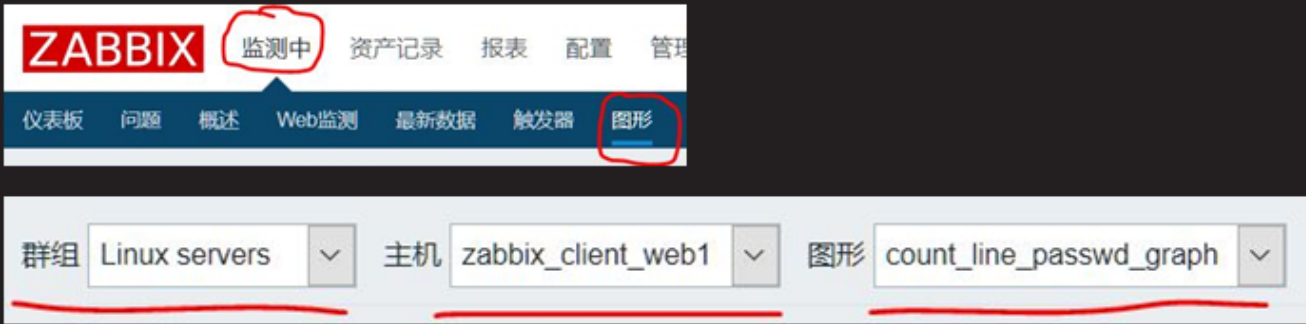 ZABBIX 监测中 资产记录 报表 配置 管理
仪表板 问题 概述 Web监测 最新数据 触发器 图形
群组 Linux servers 主机 zabbix_client_web1 图形 count_line_passwd_graph